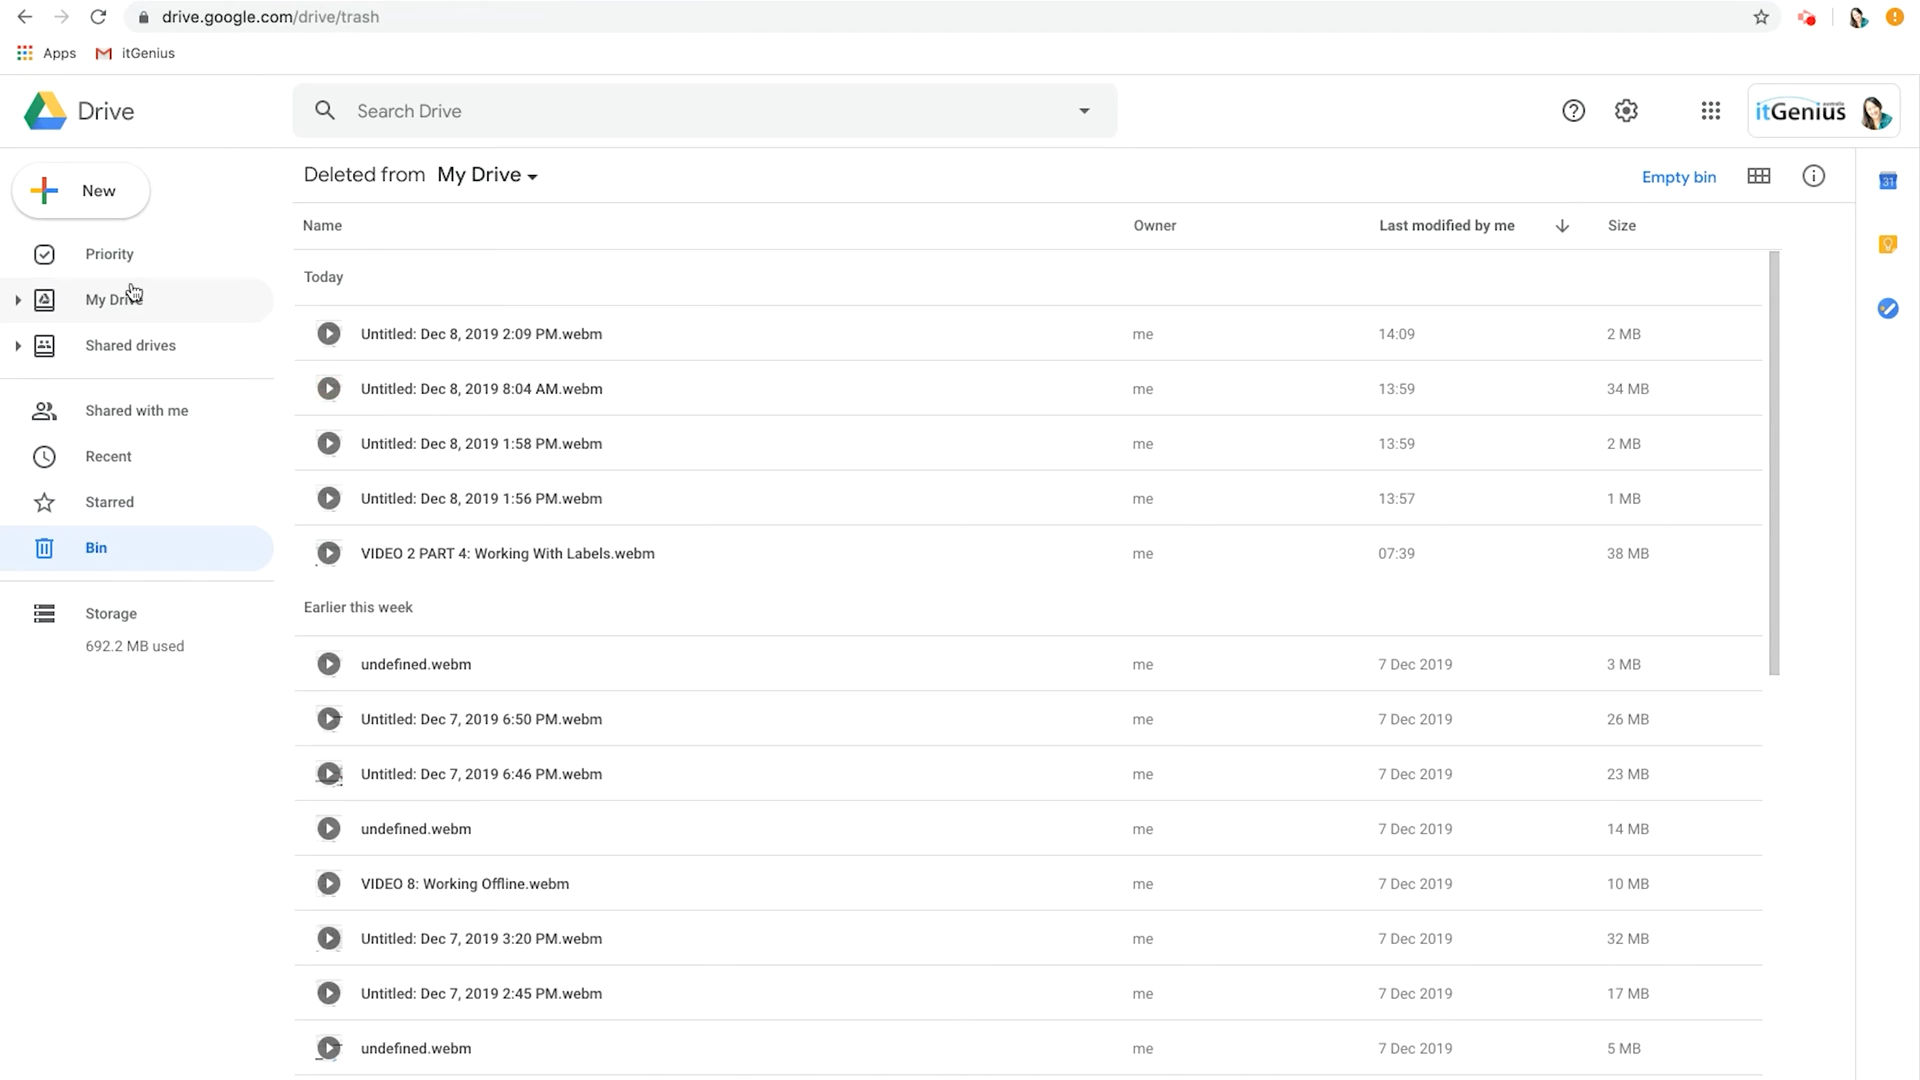 drive.google.com/drive/trash
Apps itGenius
Drive Search Drive itGenius australia
New
Deleted from My Drive Empty bin 31
Name Owner Last modified by me Size
Priority
Today
My Drive
Untitled: Dec 8, 2019 2:09 PM.webm me 14:09 2 MB
Shared drives
Untitled: Dec 8, 2019 8:04 AM.webm me 13:59 34 MB
Shared with me
Untitled: Dec 8, 2019 1:58 PM.webm me 13:59 2 MB
Recent
Untitled: Dec 8, 2019 1:56 PM.webm me 13:57 1 MB
Starred
Bin
VIDEO 2 PART 4: Working With Labels.webm me 07:39 38 MB
Storage
Earlier this week
692.2 MB used
undefined.webm me 7 Dec 2019 3 MB
Untitled: Dec 7, 2019 6:50 PM.webm me 7 Dec 2019 26 MB
Untitled: Dec 7, 2019 6:46 PM.webm me 7 Dec 2019 23 MB
undefined.webm me 7 Dec 2019 14 MB
VIDEO 8: Working Offline.webm me 7 Dec 2019 10 MB
Untitled: Dec 7, 2019 3:20 PM.webm me 7 Dec 2019 32 MB
Untitled: Dec 7, 2019 2:45 PM.webm me 7 Dec 2019 17 MB
undefined.webm me 7 Dec 2019 5 MB